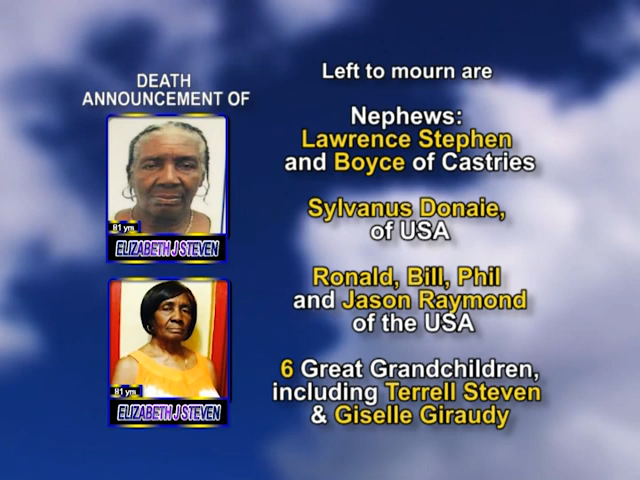 DEATH
ANNOUNCEMENT OF
81 yrs
ELIZABETH J STEVEN
81 yrs
ELIZABETH J STEVEN
Left to mourn are
Nephews:
Lawrence Stephen
and Boyce of Castries
Sylvanus Donaie,
of USA
Ronald, Bill, Phil
and Jason Raymond
of the USA
6 Great Grandchildren,
including Terrell Steven
& Giselle Giraudy